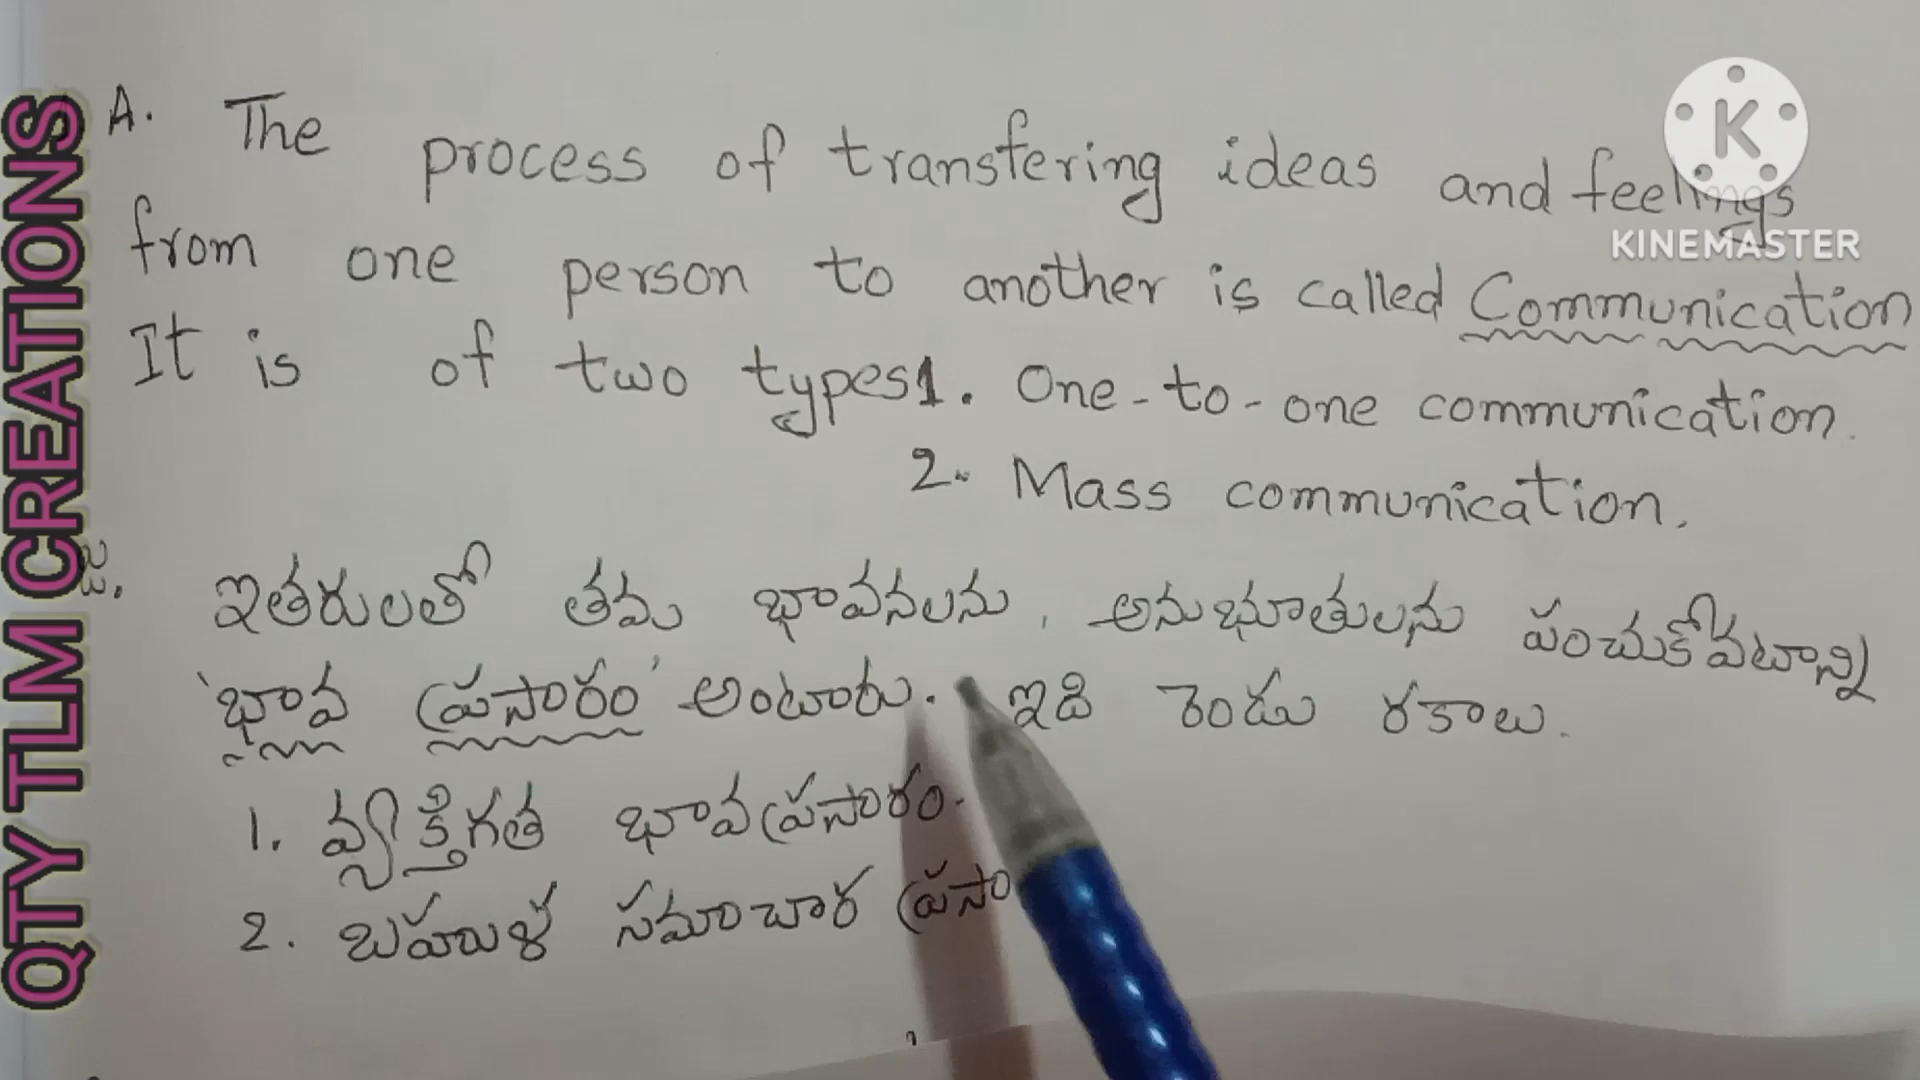 QTY TLM CREATIONS
KINEMASTER
A. The process of transfering ideas and feelings
from one person to another is called Communication
It is of two types 1. One-to-one communication.
2. Mass communication.
జ. ఇతరులతో తమ భావనలను, అనుభూతులను పంచుకోవటాన్ని
'భావ ప్రసారం' అంటారు. ఇది రెండు రకాలు.
1. వ్యక్తిగత భావప్రసారం.
2. బహుళ సమాచార ప్రసా